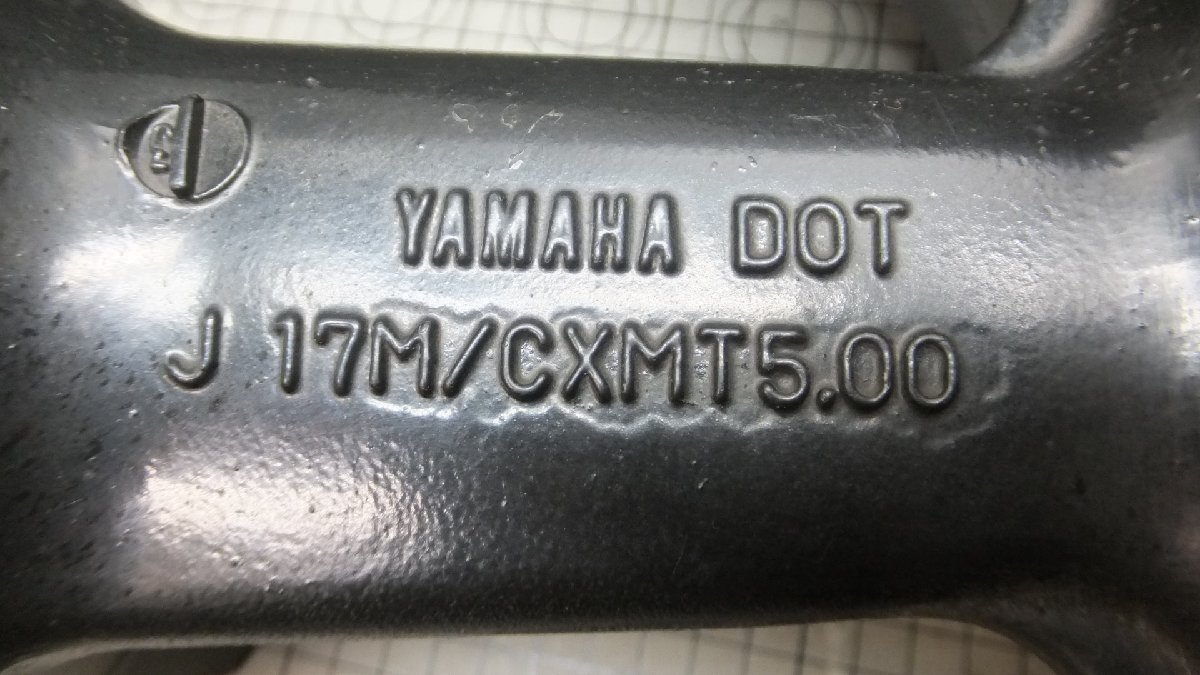 YAMAHA DOT
J 17M/CXMT5.00